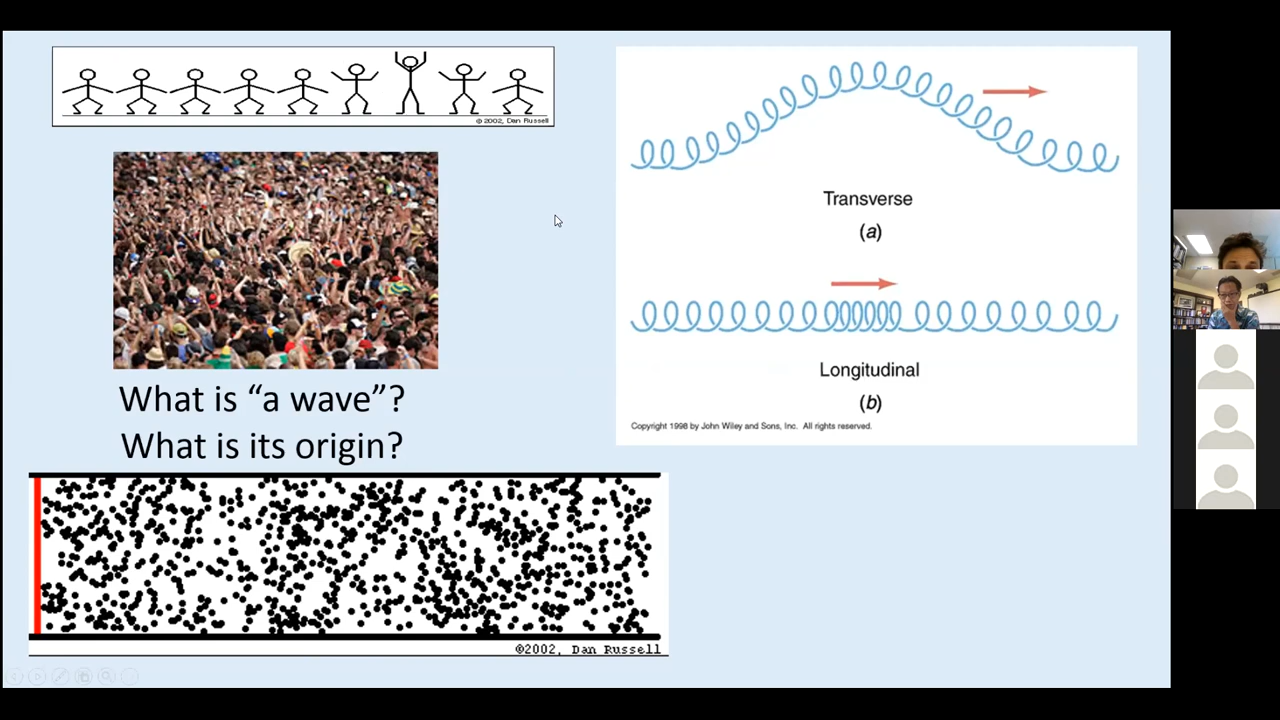 © 2002, Dan Russell
What is “a wave”?
What is its origin?
©2002, Dan Russell
Transverse
(a)
Longitudinal
(b)
Copyright 1998 by John Wiley and Sons, Inc. All rights reserved.